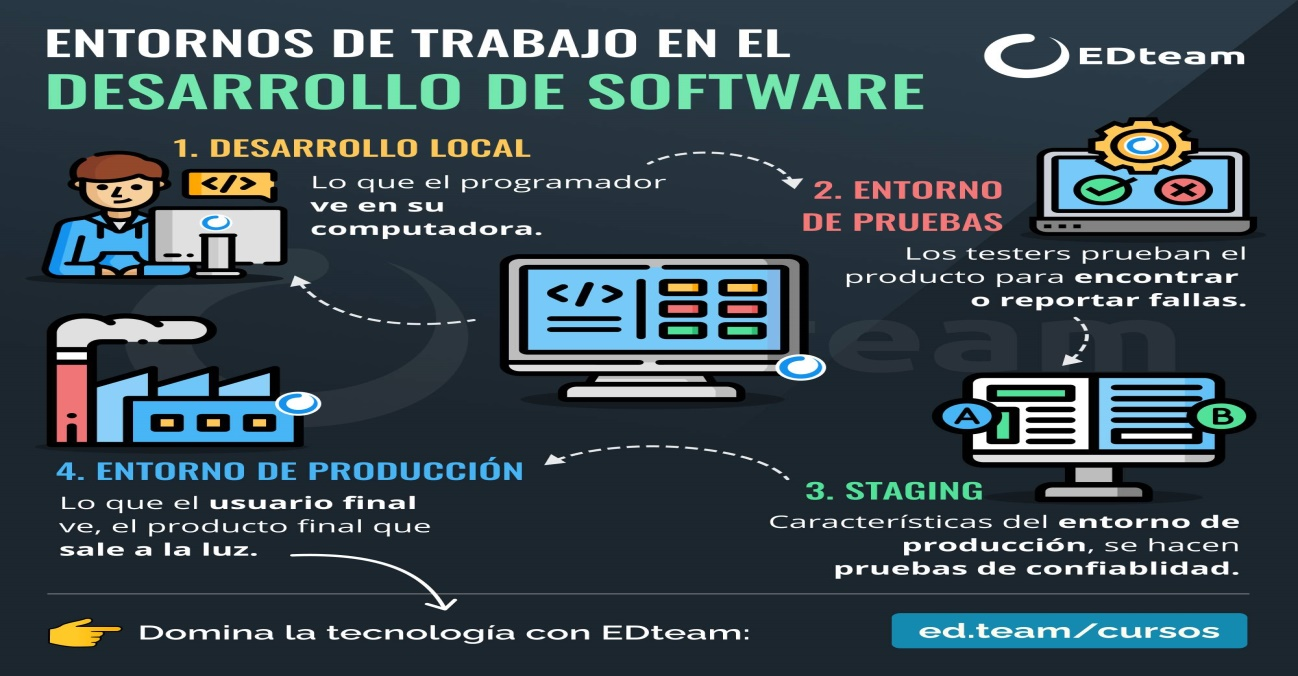 ENTORNOS DE TRABAJO EN EL
DESARROLLO DE SOFTWARE
EDteam
1. DESARROLLO LOCAL
</>
Lo que el programador
ve en su
computadora.
2. ENTORNO
DE PRUEBAS
Los testers prueban el
producto para encontrar
o reportar fallas.
</>
team
A
B
3. STAGING
Características del entorno de
producción, se hacen
pruebas de confiablidad.
4. ENTORNO DE PRODUCCIÓN
Lo que el usuario final
ve, el producto final que
sale a la luz.
Domina la tecnología con EDteam:
ed.team/cursos